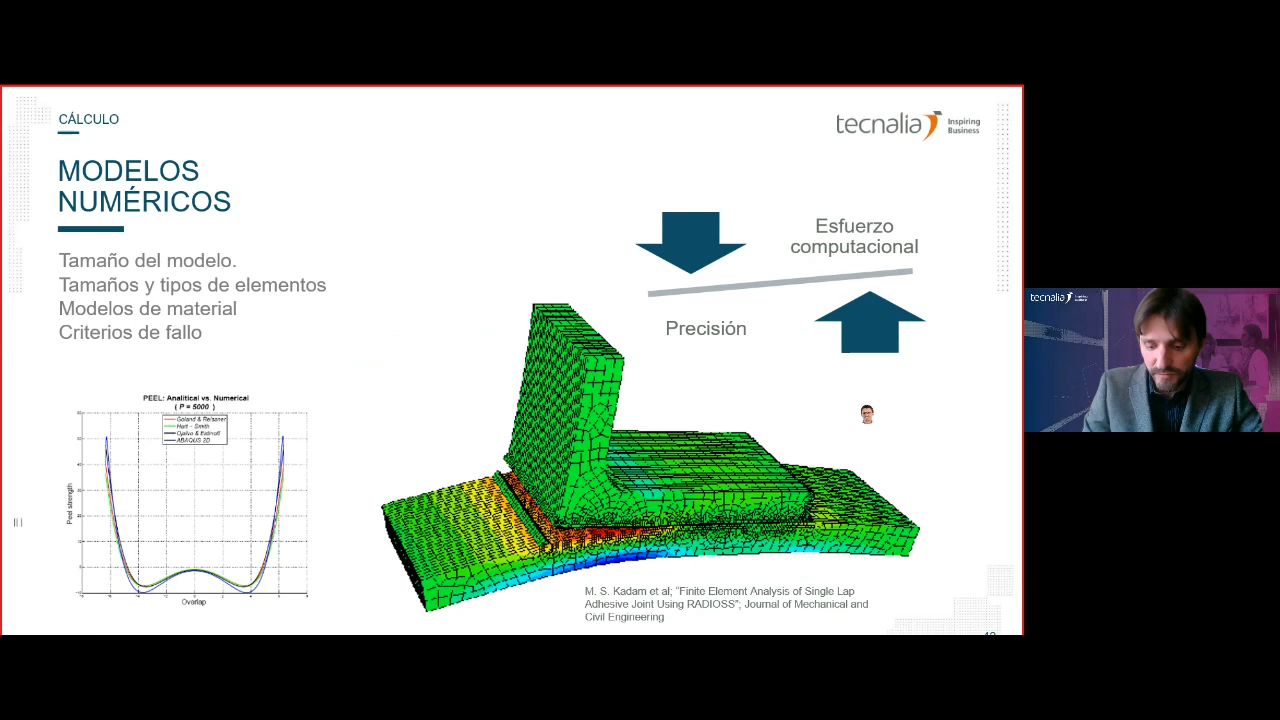 CÁLCULO
tecnalia Inspiring Business
MODELOS
NUMÉRICOS
Tamaño del modelo.
Tamaños y tipos de elementos
Modelos de material
Criterios de fallo
Esfuerzo
computacional
Precisión
PEEL: Analitical vs. Numerical
( P = 5000 )
Goland & Reissner
Hart - Smith
Ojalvo & Eidinoff
ABAQUS 2D
Peel strength
Overlap
M. S. Kadam et al; "Finite Element Analysis of Single Lap
Adhesive Joint Using RADIOSS"; Journal of Mechanical and
Civil Engineering
tecnalia